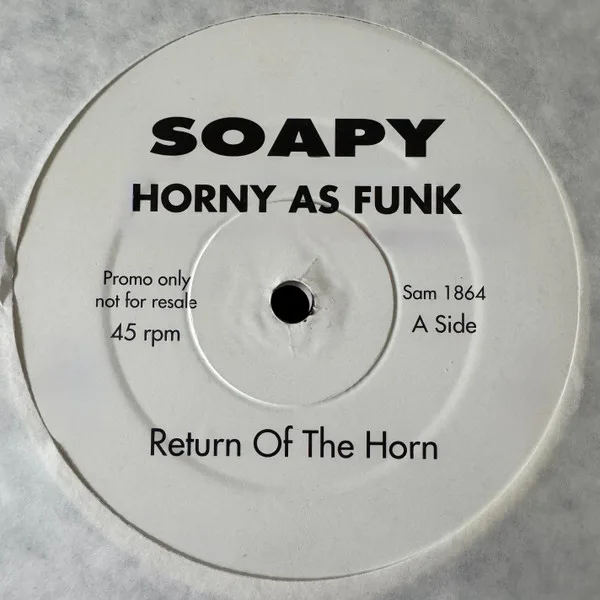 SOAPY
HORNY AS FUNK
Promo only
not for resale
45 rpm
Sam 1864
A Side
Return Of The Horn